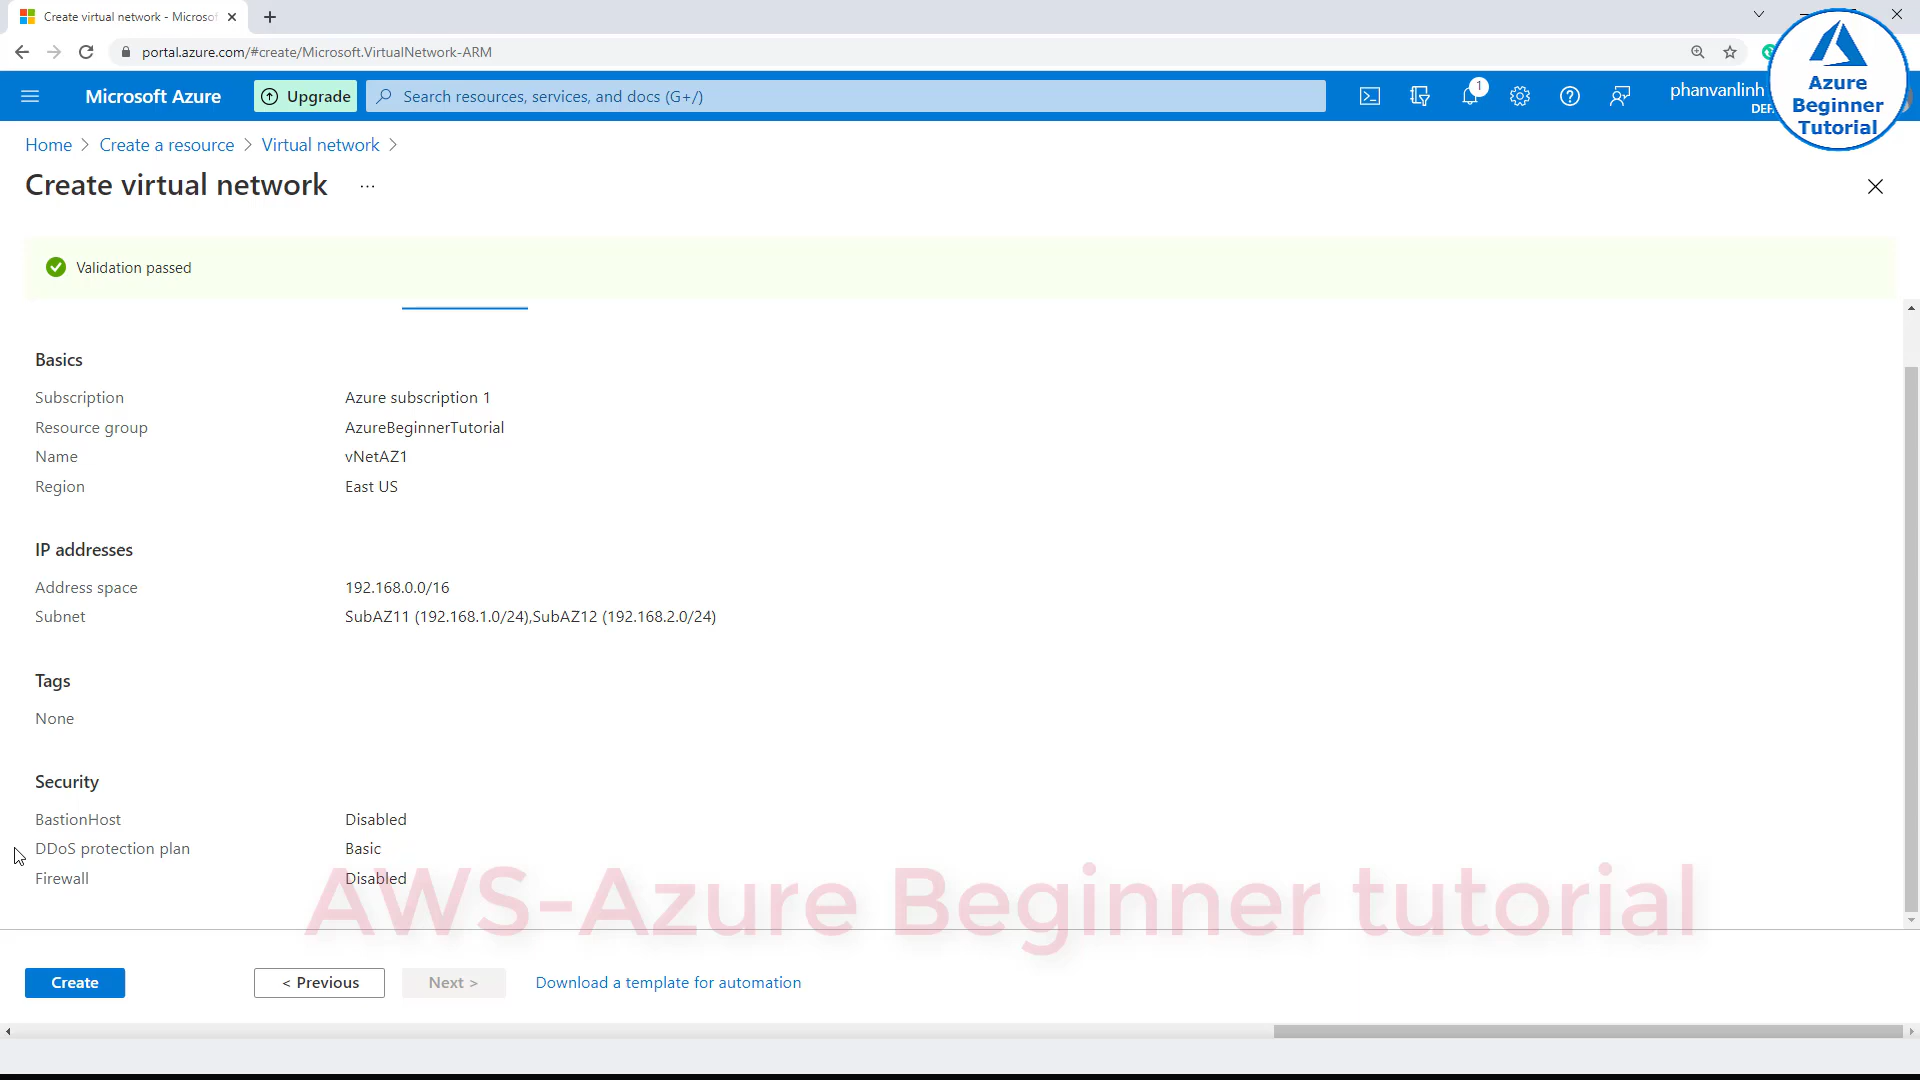 Create virtual network - Microsof
portal.azure.com/#create/Microsoft.VirtualNetwork-ARM
Microsoft Azure
Upgrade
Search resources, services, and docs (G+/)
1
phanvanlinh
Azure
Beginner
Tutorial
Home > Create a resource > Virtual network >
Create virtual network ...
Validation passed
Basics
Subscription Azure subscription 1
Resource group AzureBeginnerTutorial
Name vNetAZ1
Region East US
IP addresses
Address space 192.168.0.0/16
Subnet SubAZ11 (192.168.1.0/24),SubAZ12 (192.168.2.0/24)
Tags
None
Security
BastionHost Disabled
DDoS protection plan Basic
Firewall Disabled
AWS-Azure Beginner tutorial
Create < Previous Next > Download a template for automation